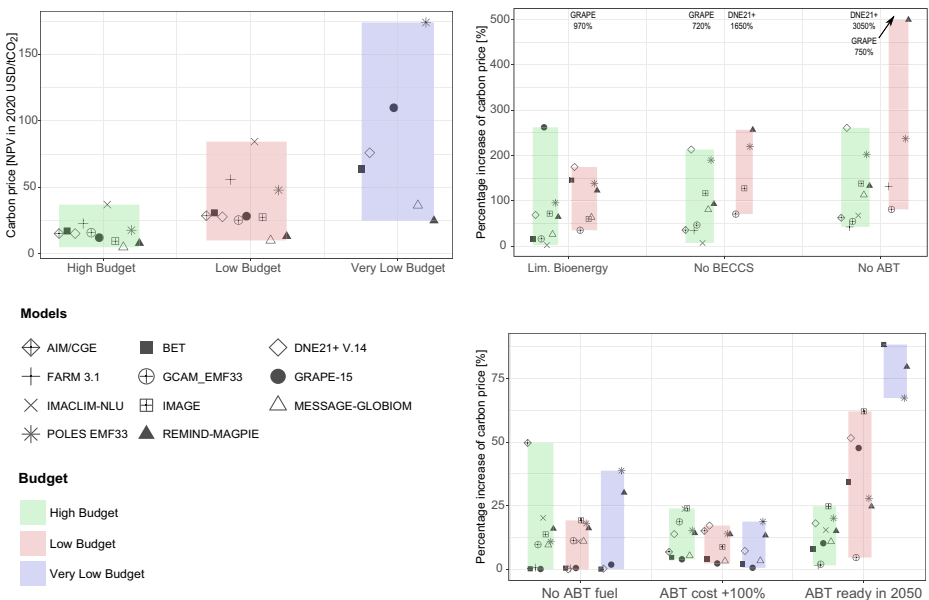 Carbon price [NPV in 2020 USD/tCO2]
150
100
50
0
High Budget
Low Budget
Very Low Budget
Percentage increase of carbon price [%]
500
400
300
200
100
0
GRAPE
970%
GRAPE
720%
DNE21+
1650%
DNE21+
3050%
GRAPE
750%
Lim. Bioenergy
No BECCS
No ABT
Models
AIM/CGE
BET
DNE21+ V.14
FARM 3.1
GCAM_EMF33
GRAPE-15
IMACLIM-NLU
IMAGE
MESSAGE-GLOBIOM
POLES EMF33
REMIND-MAGPIE
Budget
High Budget
Low Budget
Very Low Budget
Percentage increase of carbon price [%]
75
50
25
0
No ABT fuel
ABT cost +100%
ABT ready in 2050